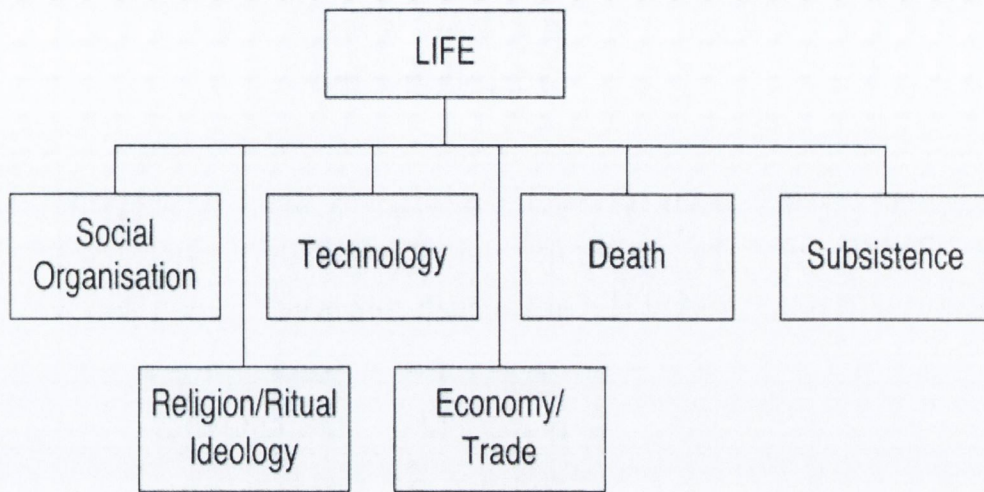 LIFE
Social
Organisation
Technology
Death
Subsistence
Religion/Ritual
Ideology
Economy/
Trade